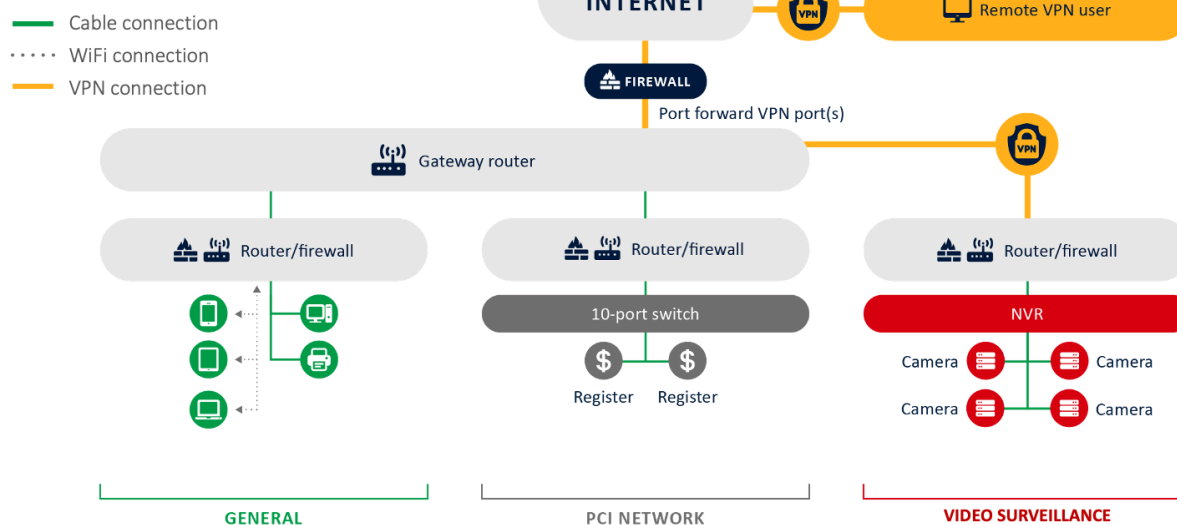 Cable connection
WiFi connection
VPN connection
INTERNET
VPN
Remote VPN user
FIREWALL
Port forward VPN port(s)
Gateway router
VPN
Router/firewall
Router/firewall
Router/firewall
10-port switch
NVR
$
$
Register
Register
Camera
Camera
Camera
Camera
GENERAL
PCI NETWORK
VIDEO SURVEILLANCE